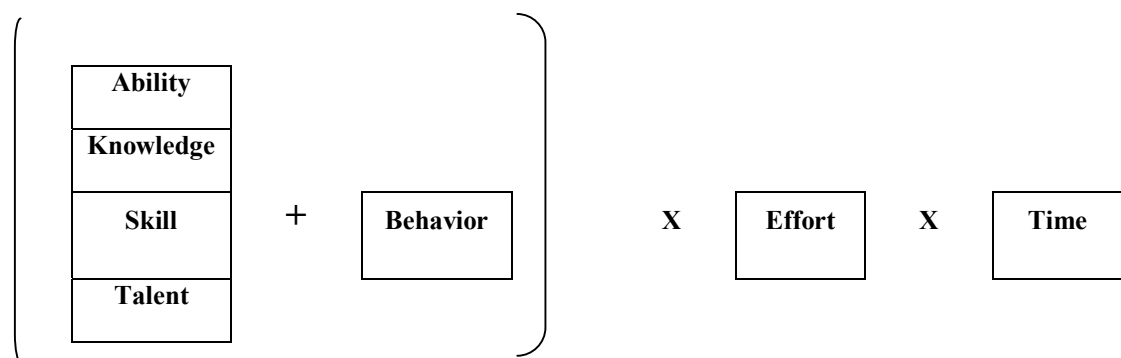 Ability
Knowledge
Skill + Behavior X Effort X Time
Talent